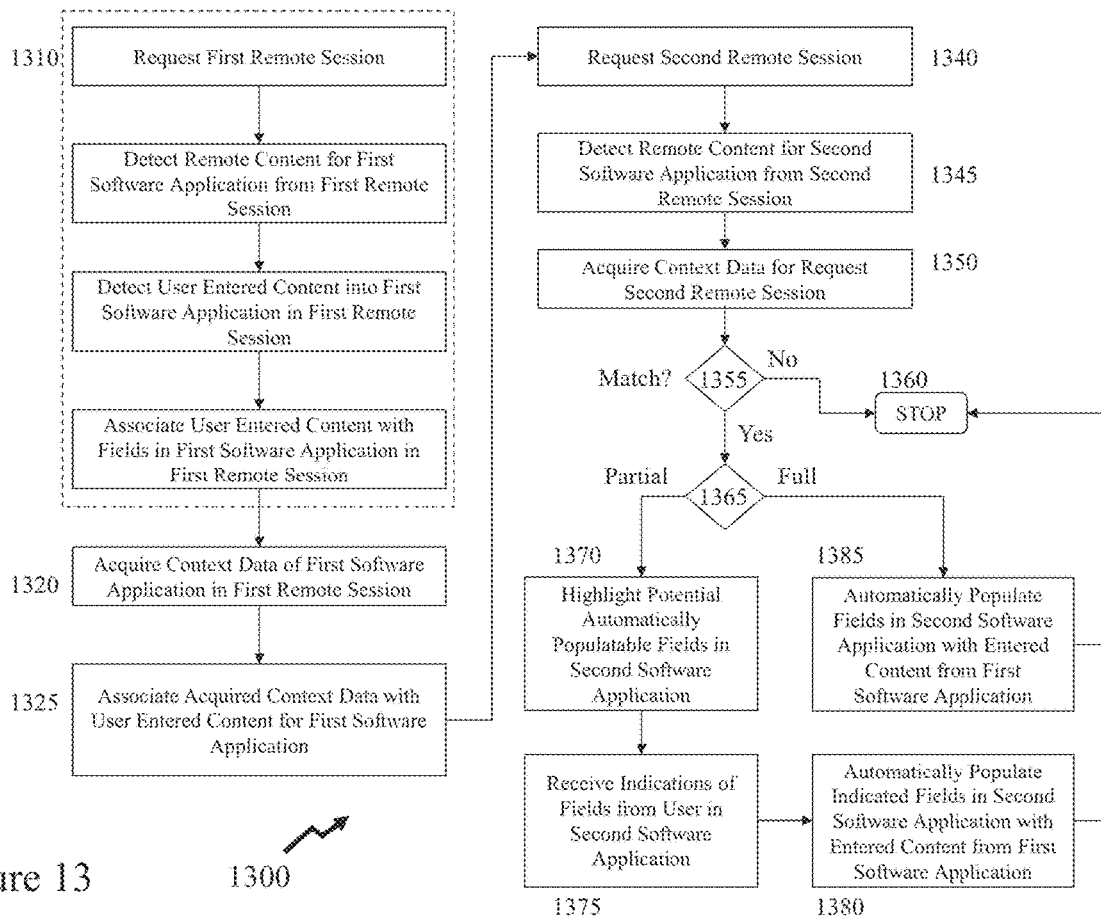 1310
Request First Remote Session
Detect Remote Content for First
Software Application from First Remote
Session
Detect User Entered Content into First
Software Application in First Remote
Session
Associate User Entered Content with
Fields in First Software Application in
First Remote Session
1320
Acquire Context Data of First Software
Application in First Remote Session
1325
Associate Acquired Context Data with
User Entered Content for First Software
Application
Request Second Remote Session
1340
Detect Remote Content for Second
Software Application from Second
Remote Session
1345
Acquire Context Data for Request
Second Remote Session
1350
Match?
1355
No
1360
STOP
Yes
Partial
1365
Full
1370
Highlight Potential
Automatically
Populatable Fields in
Second Software
Application
1385
Automatically Populate
Fields in Second Software
Application with Entered
Content from First
Software Application
Receive Indications of
Fields from User in
Second Software
Application
1375
Automatically Populate
Indicated Fields in Second
Software Application with
Entered Content from First
Software Application
1380
ure 13
1300